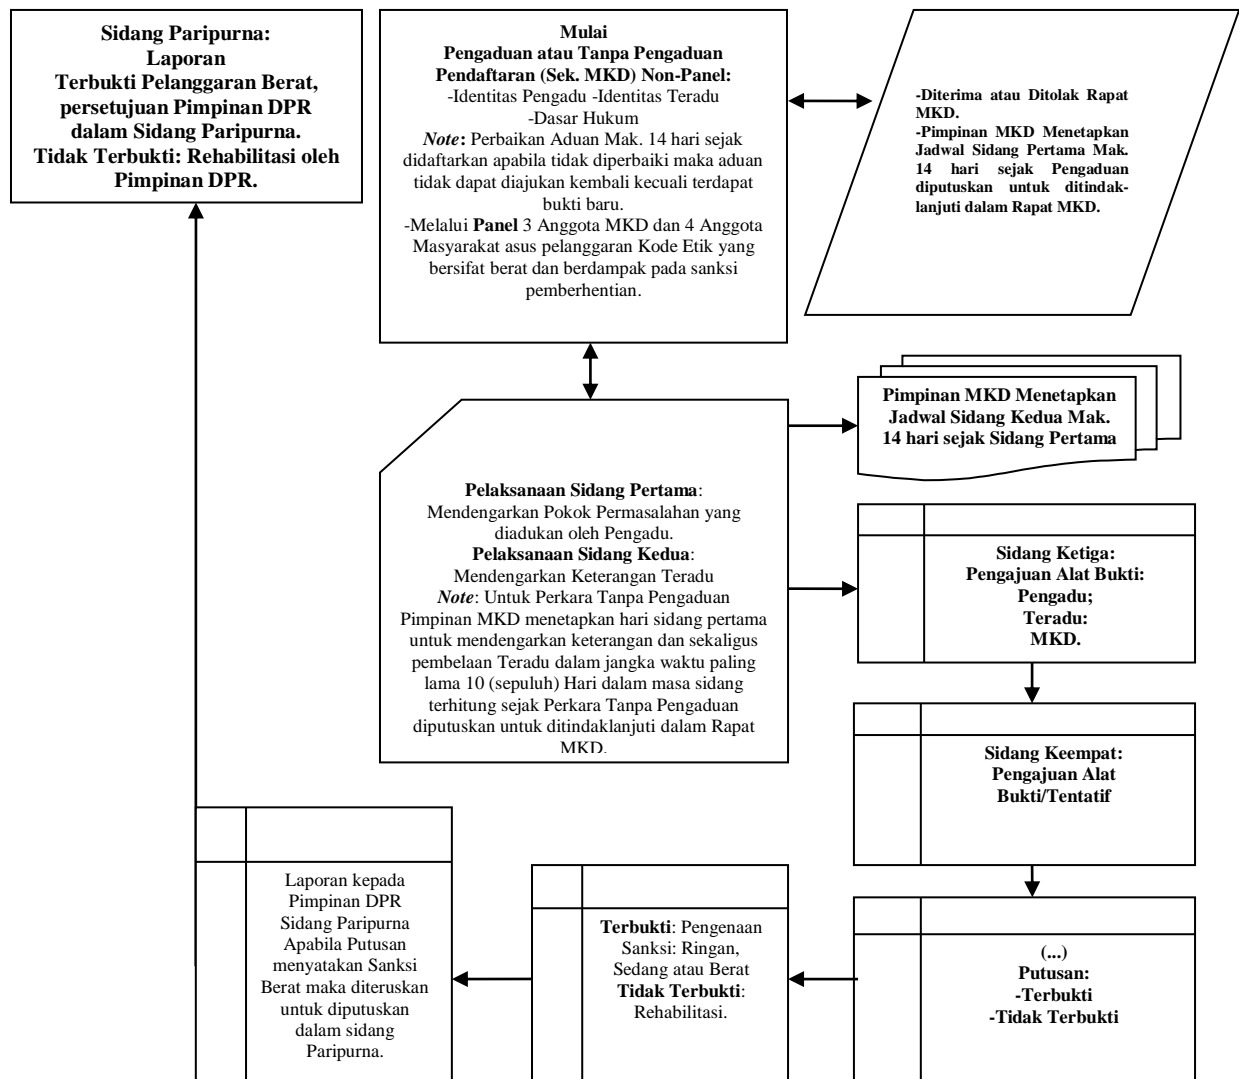 Sidang Paripurna:
Laporan
Terbukti Pelanggaran Berat,
persetujuan Pimpinan DPR
dalam Sidang Paripurna.
Tidak Terbukti: Rehabilitasi oleh
Pimpinan DPR.
Mulai
Pengaduan atau Tanpa Pengaduan
Pendaftaran (Sek. MKD) Non-Panel:
-Identitas Pengadu -Identitas Teradu
-Dasar Hukum
Note: Perbaikan Aduan Mak. 14 hari sejak
didaftarkan apabila tidak diperbaiki maka aduan
tidak dapat diajukan kembali kecuali terdapat
bukti baru.
-Melalui Panel 3 Anggota MKD dan 4 Anggota
Masyarakat asus pelanggaran Kode Etik yang
bersifat berat dan berdampak pada sanksi
pemberhentian.
-Diterima atau Ditolak Rapat
MKD.
-Pimpinan MKD Menetapkan
Jadwal Sidang Pertama Mak.
14 hari sejak Pengaduan
diputuskan untuk ditindak-
lanjuti dalam Rapat MKD.
Pimpinan MKD Menetapkan
Jadwal Sidang Kedua Mak.
14 hari sejak Sidang Pertama
Pelaksanaan Sidang Pertama:
Mendengarkan Pokok Permasalahan yang
diadukan oleh Pengadu.
Pelaksanaan Sidang Kedua:
Mendengarkan Keterangan Teradu
Note: Untuk Perkara Tanpa Pengaduan
Pimpinan MKD menetapkan hari sidang pertama
untuk mendengarkan keterangan dan sekaligus
pembelaan Teradu dalam jangka waktu paling
lama 10 (sepuluh) Hari dalam masa sidang
terhitung sejak Perkara Tanpa Pengaduan
diputuskan untuk ditindaklanjuti dalam Rapat
MKD.
Sidang Ketiga:
Pengajuan Alat Bukti:
Pengadu;
Teradu:
MKD.
Sidang Keempat:
Pengajuan Alat
Bukti/Tentatif
(...)
Putusan:
-Terbukti
-Tidak Terbukti
Terbukti: Pengenaan
Sanksi: Ringan,
Sedang atau Berat
Tidak Terbukti:
Rehabilitasi.
Laporan kepada
Pimpinan DPR
Sidang Paripurna
Apabila Putusan
menyatakan Sanksi
Berat maka diteruskan
untuk diputuskan
dalam sidang
Paripurna.